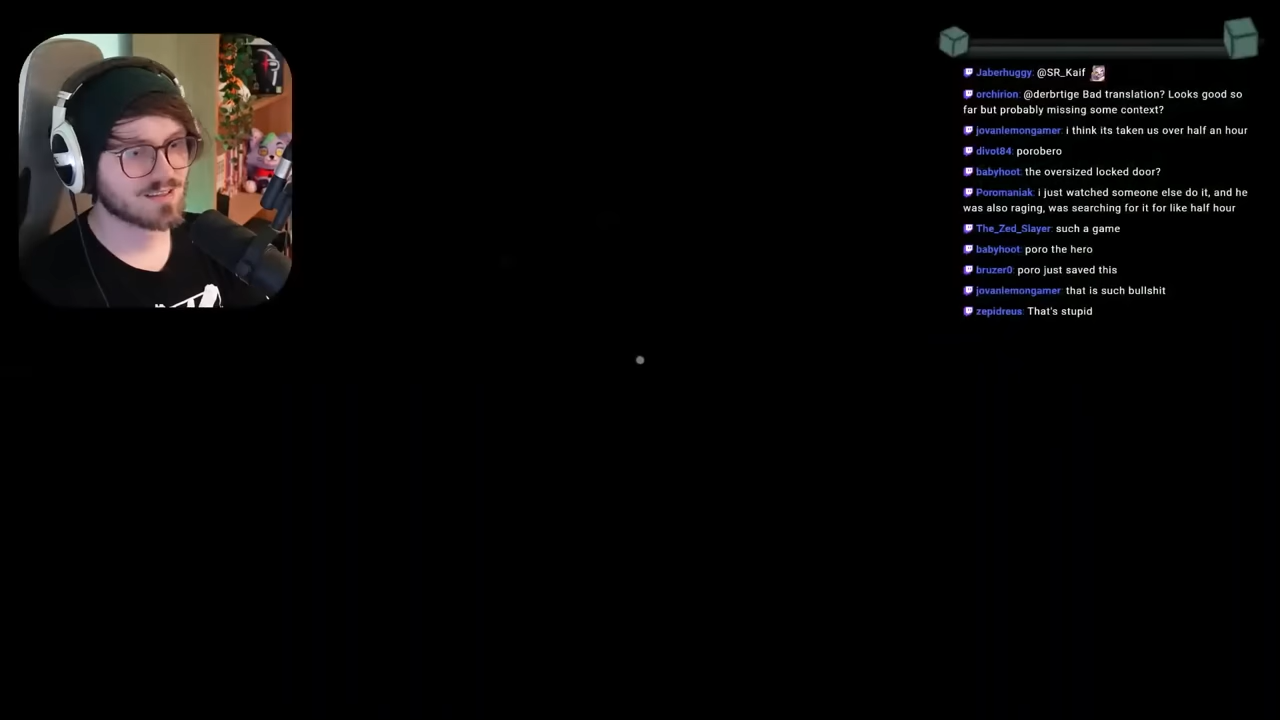 Jaberhuggy: @SR_Kaif
orchirion: @derbrtige Bad translation? Looks good so
far but probably missing some context?
jovanlemongamer: i think its taken us over half an hour
divot84: porobero
babyhoot: the oversized locked door?
Poromaniak: i just watched someone else do it, and he
was also raging, was searching for it for like half hour
The_Zed_Slayer: such a game
babyhoot: poro the hero
bruzer0: poro just saved this
jovanlemongamer: that is such bullshit
zepidreus: That's stupid